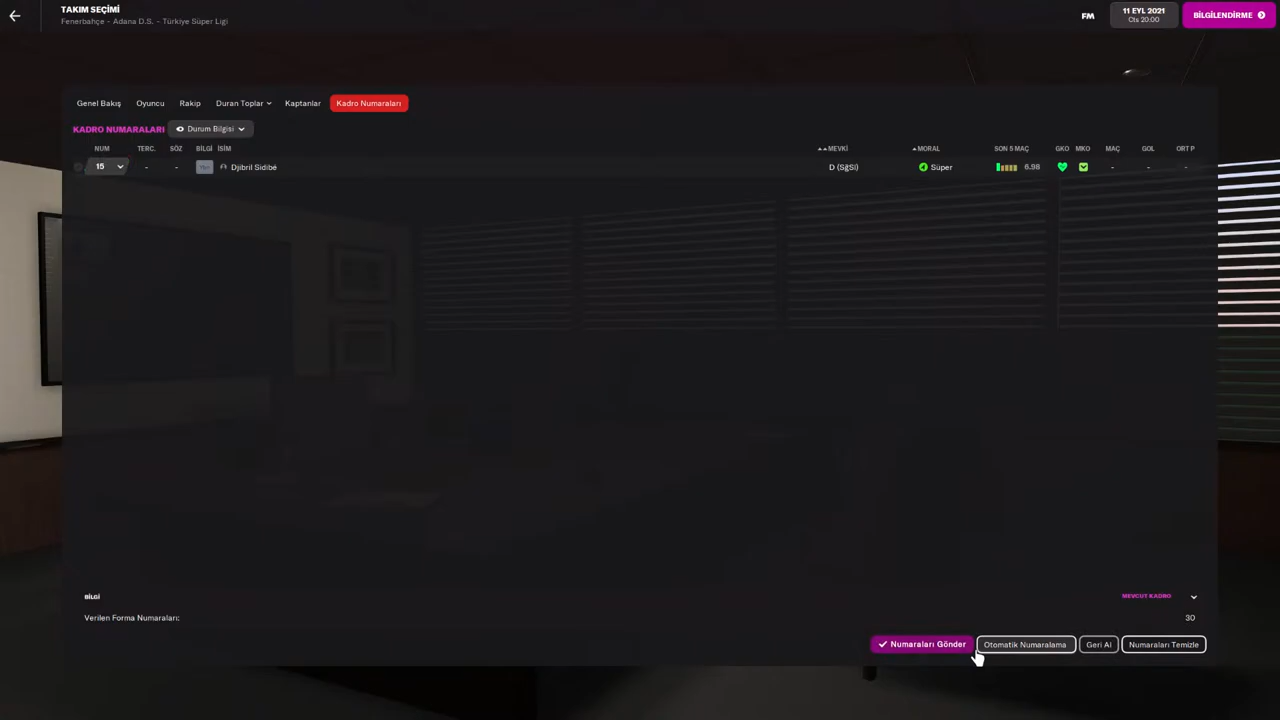 TAKIM SEÇİMİ
Fenerbahçe - Adana D.S. - Türkiye Süper Ligi
FM
11 EYL 2021
Cts 20.00
BİLGİLENDİRME
Genel Bakış Oyuncu Rakip Duran Toplar Kaptanlar Kadro Numaraları
KADRO NUMARALARI Durum Bilgisi
NUM TERC. SÖZ BİLGİ İSİM MEVKİ MORAL SON 5 MAÇ GKO MKO MAÇ GOL ORT P
15 - - Djibril Sidibé D (SğSl) Süper 6.98 - - -
BİLGİ MEVCUT KADRO
Verilen Forma Numaraları: 30
Numaraları Gönder Otomatik Numaralama Geri Al Numaraları Temizle